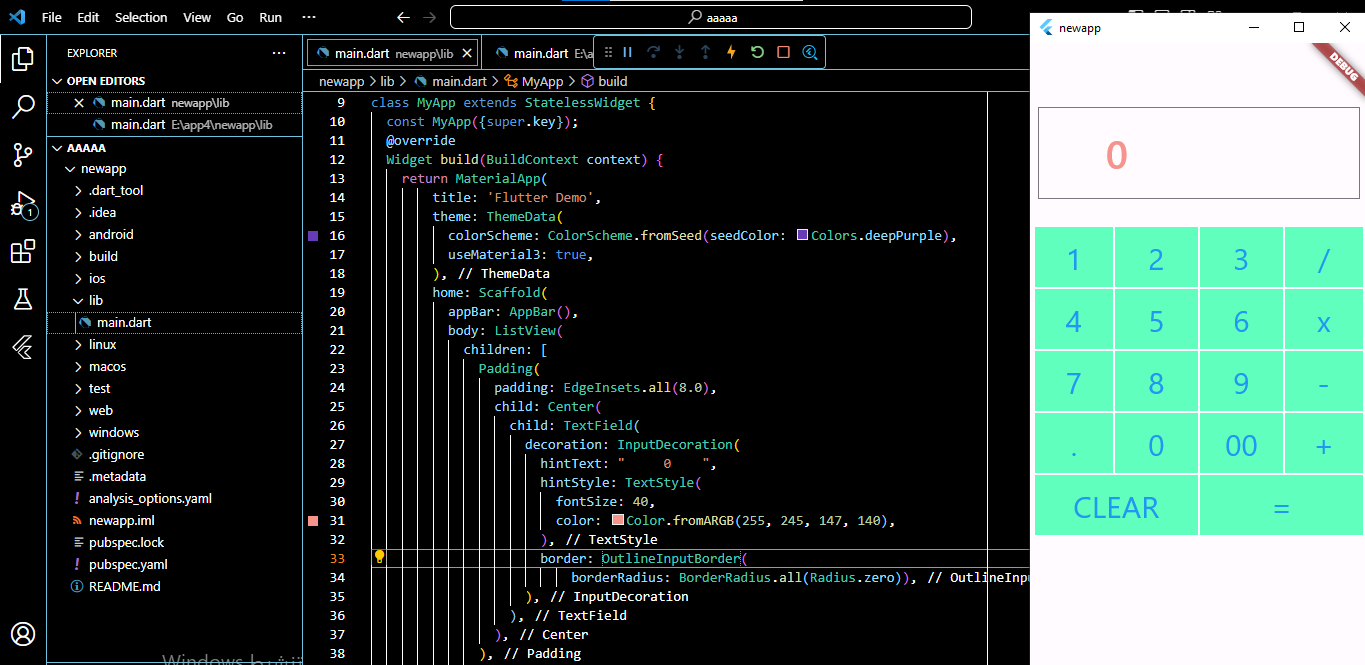 File Edit Selection View Go Run ···
aaaaa
newapp
EXPLORER ···
OPEN EDITORS
main.dart newapp\lib
main.dart E:\app4\newapp\lib
AAAAA
newapp
.dart_tool
.idea
android
build
ios
lib
main.dart
linux
macos
test
web
windows
.gitignore
.metadata
analysis_options.yaml
newapp.iml
pubspec.lock
pubspec.yaml
README.md
1
main.dart newapp\lib
main.dart E:\a
newapp > lib > main.dart > MyApp > build
9 class MyApp extends StatelessWidget {
10 const MyApp({super.key});
11 @override
12 Widget build(BuildContext context) {
13 return MaterialApp(
14 title: 'Flutter Demo',
15 theme: ThemeData(
16 colorScheme: ColorScheme.fromSeed(seedColor: Colors.deepPurple),
17 useMaterial3: true,
18 ), // ThemeData
19 home: Scaffold(
20 appBar: AppBar(),
21 body: ListView(
22 children: [
23 Padding(
24 padding: EdgeInsets.all(8.0),
25 child: Center(
26 child: TextField(
27 decoration: InputDecoration(
28 hintText: "     0    ",
29 hintStyle: TextStyle(
30 fontSize: 40,
31 color: Color.fromARGB(255, 245, 147, 140),
32 ), // TextStyle
33 border: OutlineInputBorder(
34 borderRadius: BorderRadius.all(Radius.zero)), // OutlineInpu
35 ), // InputDecoration
36 ), // TextField
37 ), // Center
38 ), // Padding
DEBUG
0
1 2 3 /
4 5 6 x
7 8 9 -
. 0 00 +
CLEAR =